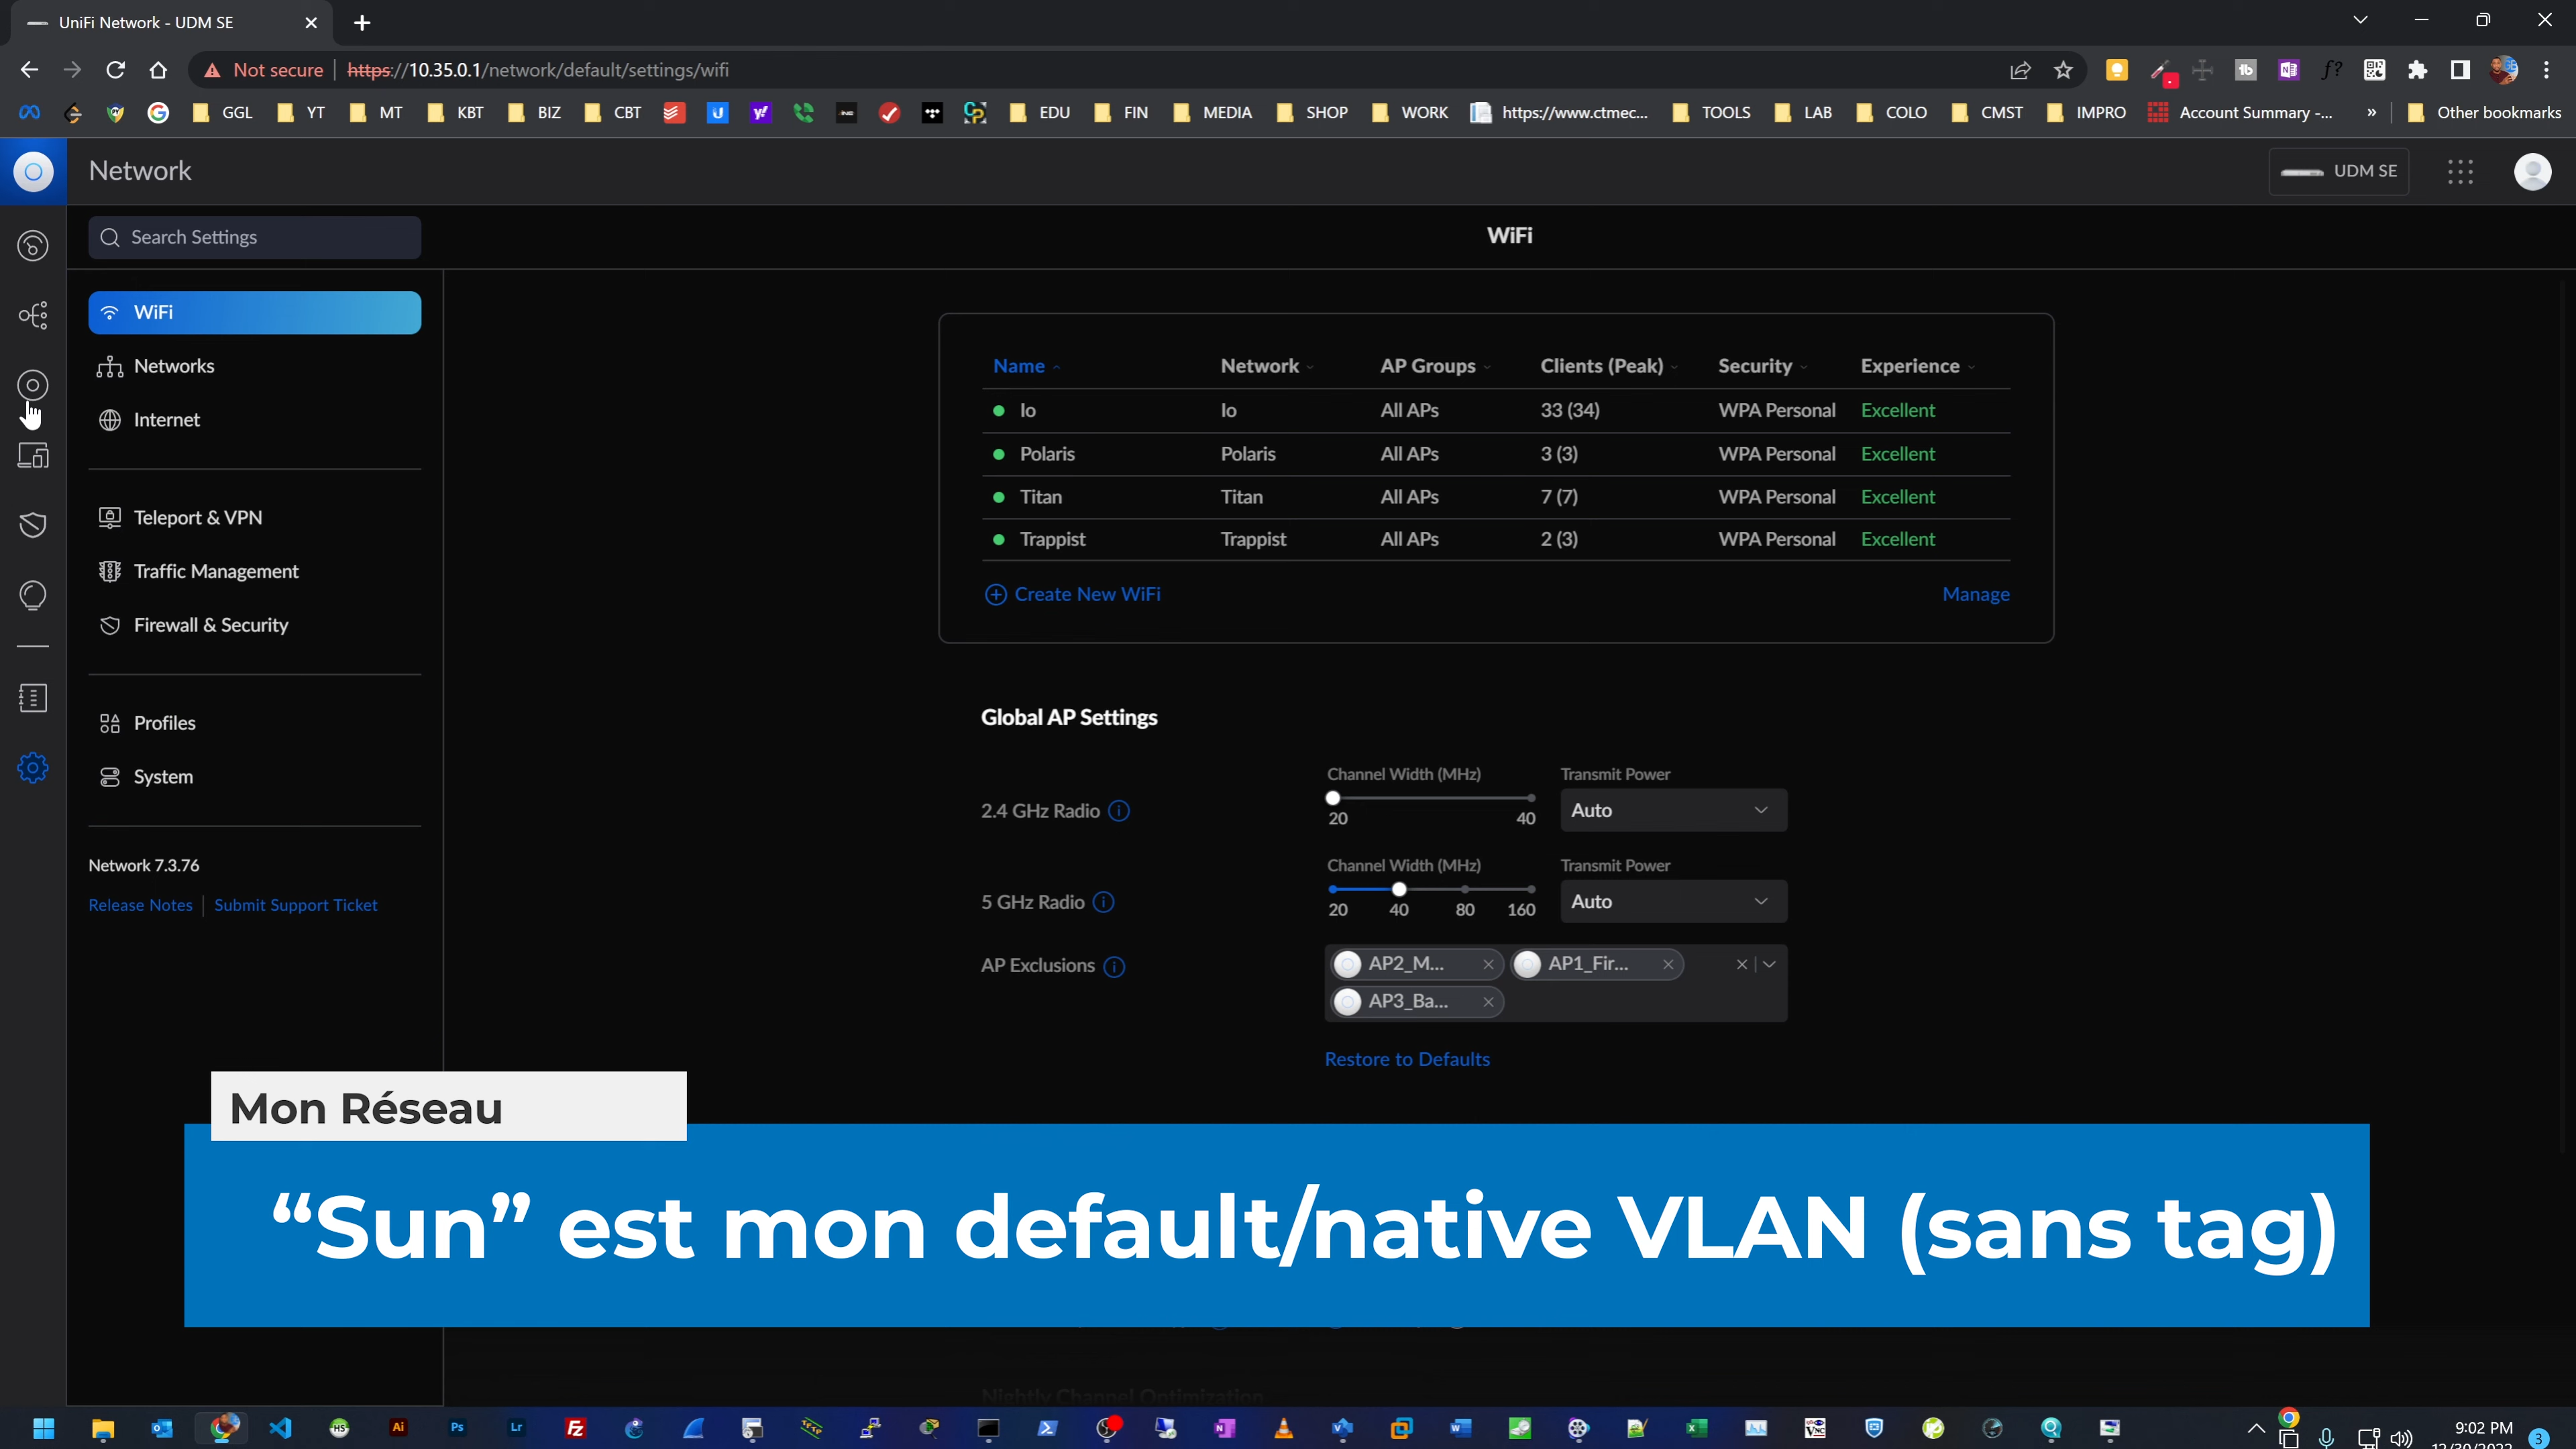 UniFi Network - UDM SE
Not secure https://10.35.0.1/network/default/settings/wifi
GGL YT MT KBT BIZ CBT EDU FIN MEDIA SHOP WORK https://www.ctmec... TOOLS LAB COLO CMST IMPRO Account Summary -... » Other bookmarks
Network
UDM SE
Search Settings
WiFi
WiFi
Networks
Internet
Teleport & VPN
Traffic Management
Firewall & Security
Profiles
System
Network 7.3.76
Release Notes Submit Support Ticket
Name Network AP Groups Clients (Peak) Security Experience
Io Io All APs 33 (34) WPA Personal Excellent
Polaris Polaris All APs 3 (3) WPA Personal Excellent
Titan Titan All APs 7 (7) WPA Personal Excellent
Trappist Trappist All APs 2 (3) WPA Personal Excellent
Create New WiFi Manage
Global AP Settings
Channel Width (MHz) Transmit Power
2.4 GHz Radio 20 40 Auto
Channel Width (MHz) Transmit Power
5 GHz Radio 20 40 80 160 Auto
AP Exclusions AP2_M... AP1_Fir...
AP3_Ba...
Restore to Defaults
Mon Réseau
“Sun” est mon default/native VLAN (sans tag)
Nightly Channel Optimization
9:02 PM
3